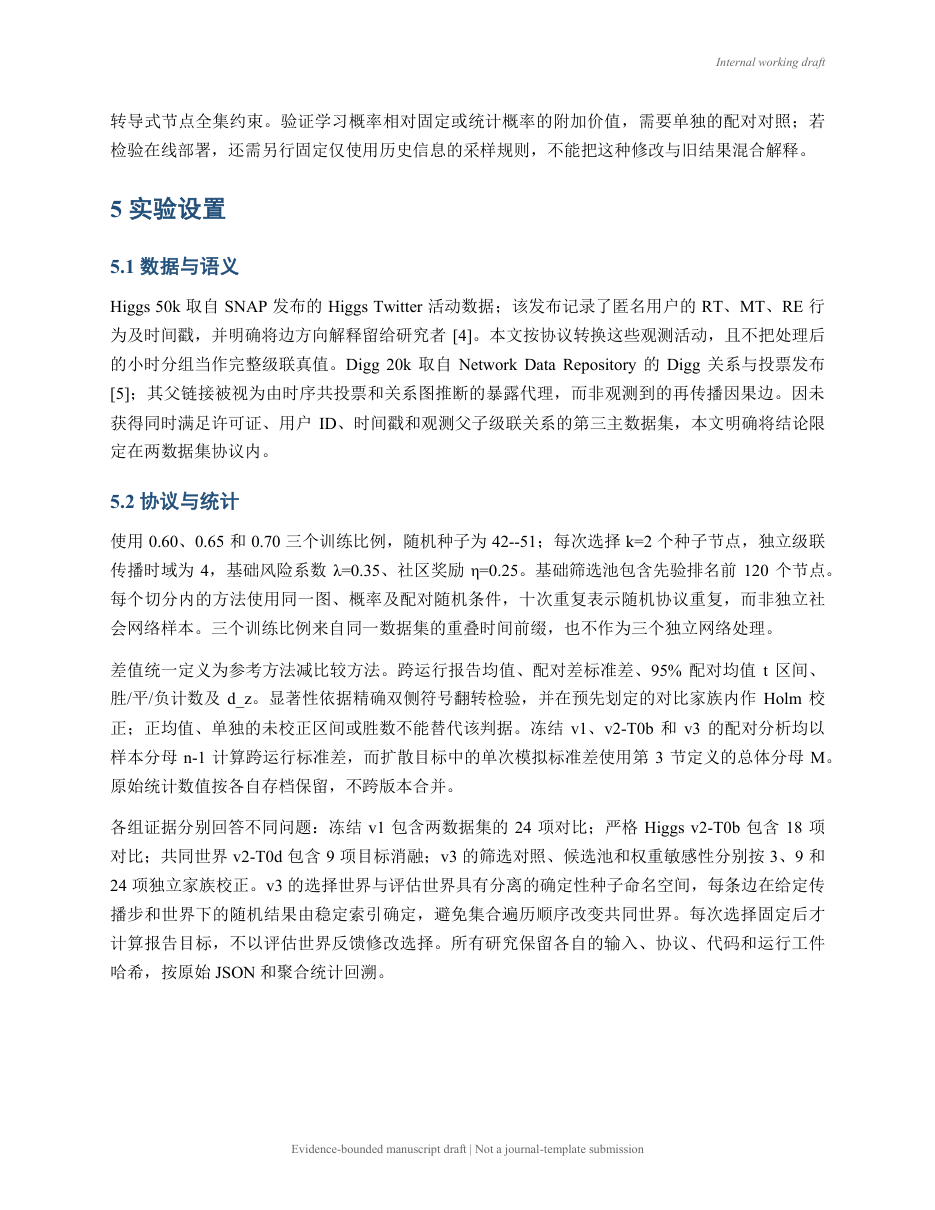 Internal working draft
转导式节点全集约束。验证学习概率相对固定或统计概率的附加价值，需要单独的配对对照；若
检验在线部署，还需另行固定仅使用历史信息的采样规则，不能把这种修改与旧结果混合解释。
5 实验设置
5.1 数据与语义
Higgs 50k 取自 SNAP 发布的 Higgs Twitter 活动数据；该发布记录了匿名用户的 RT、MT、RE 行
为及时间戳，并明确将边方向解释留给研究者 [4]。本文按协议转换这些观测活动，且不把处理后
的小时分组当作完整级联真值。Digg 20k 取自 Network Data Repository 的 Digg 关系与投票发布
[5]；其父链接被视为由时序共投票和关系图推断的暴露代理，而非观测到的再传播因果边。因未
获得同时满足许可证、用户 ID、时间戳和观测父子级联关系的第三主数据集，本文明确将结论限
定在两数据集协议内。
5.2 协议与统计
使用 0.60、0.65 和 0.70 三个训练比例，随机种子为 42--51；每次选择 k=2 个种子节点，独立级联
传播时域为 4，基础风险系数 λ=0.35、社区奖励 η=0.25。基础筛选池包含先验排名前 120 个节点。
每个切分内的方法使用同一图、概率及配对随机条件，十次重复表示随机协议重复，而非独立社
会网络样本。三个训练比例来自同一数据集的重叠时间前缀，也不作为三个独立网络处理。
差值统一定义为参考方法减比较方法。跨运行报告均值、配对差标准差、95% 配对均值 t 区间、
胜/平/负计数及 d_z。显著性依据精确双侧符号翻转检验，并在预先划定的对比家族内作 Holm 校
正；正均值、单独的未校正区间或胜数不能替代该判据。冻结 v1、v2-T0b 和 v3 的配对分析均以
样本分母 n-1 计算跨运行标准差，而扩散目标中的单次模拟标准差使用第 3 节定义的总体分母 M。
原始统计数值按各自存档保留，不跨版本合并。
各组证据分别回答不同问题：冻结 v1 包含两数据集的 24 项对比；严格 Higgs v2-T0b 包含 18 项
对比；共同世界 v2-T0d 包含 9 项目标消融；v3 的筛选对照、候选池和权重敏感性分别按 3、9 和
24 项独立家族校正。v3 的选择世界与评估世界具有分离的确定性种子命名空间，每条边在给定传
播步和世界下的随机结果由稳定索引确定，避免集合遍历顺序改变共同世界。每次选择固定后才
计算报告目标，不以评估世界反馈修改选择。所有研究保留各自的输入、协议、代码和运行工件
哈希，按原始 JSON 和聚合统计回溯。
Evidence-bounded manuscript draft | Not a journal-template submission